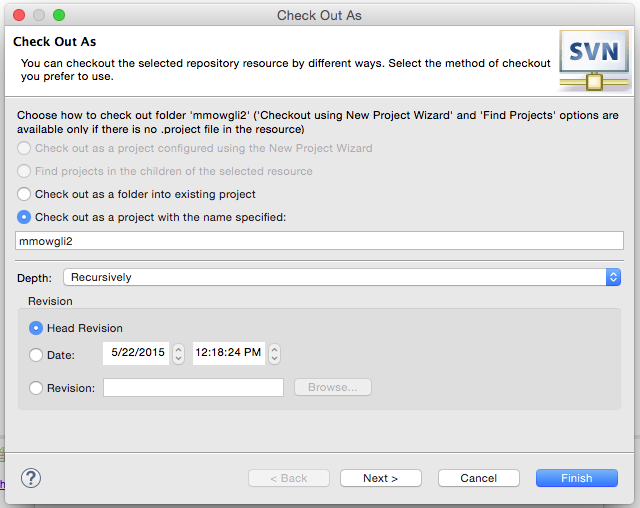 Check Out As
Check Out As
You can checkout the selected repository resource by different ways. Select the method of checkout
you prefer to use.
SVN
Choose how to check out folder 'mmowgli2' ('Checkout using New Project Wizard' and 'Find Projects' options are
available only if there is no .project file in the resource)
Check out as a project configured using the New Project Wizard
Find projects in the children of the selected resource
Check out as a folder into existing project
Check out as a project with the name specified:
mmowgli2
Depth: Recursively
Revision
Head Revision
Date: 5/22/2015 12:18:24 PM
Revision: Browse...
? < Back Next > Cancel Finish